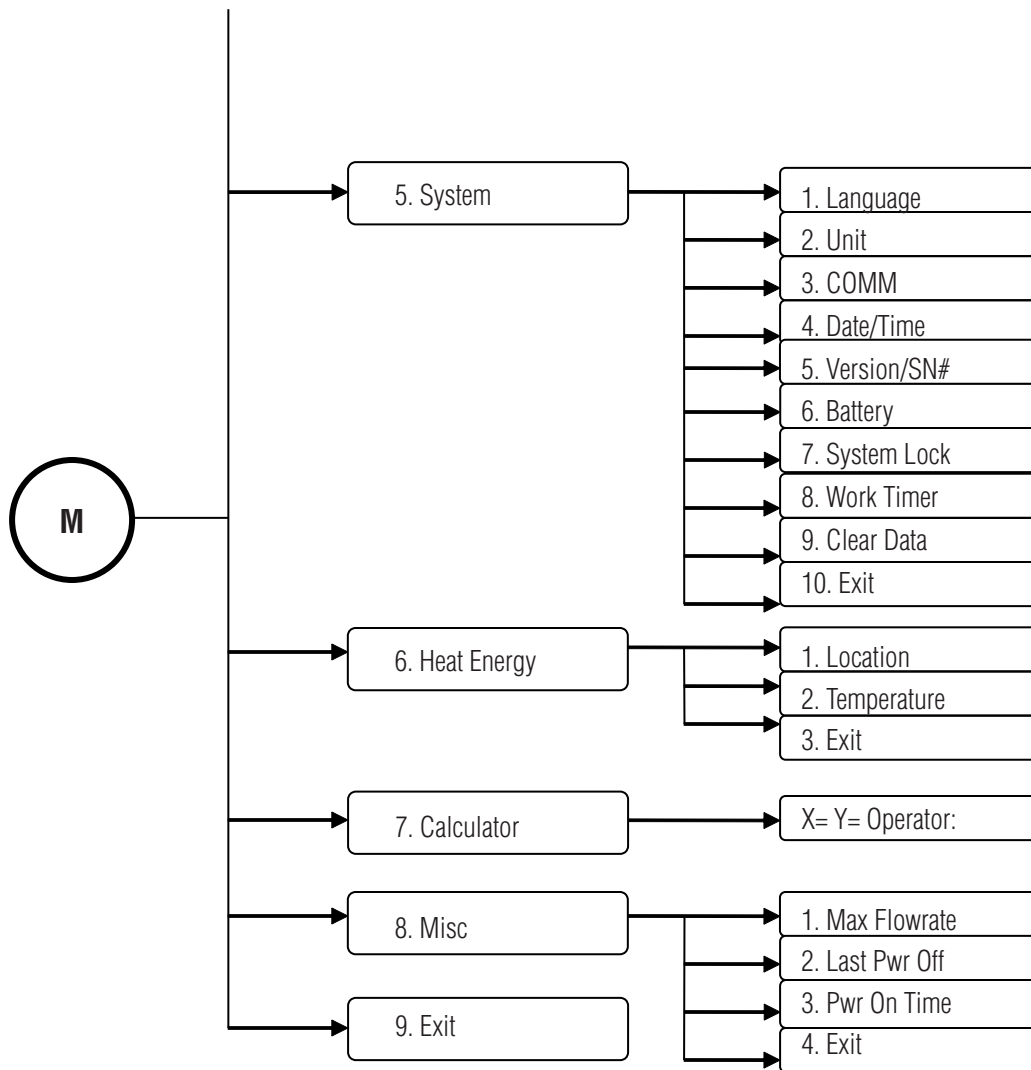 5. System
1. Language
2. Unit
3. COMM
4. Date/Time
5. Version/SN#
6. Battery
7. System Lock
8. Work Timer
9. Clear Data
10. Exit
M
6. Heat Energy
1. Location
2. Temperature
3. Exit
7. Calculator
X= Y= Operator:
8. Misc
1. Max Flowrate
2. Last Pwr Off
3. Pwr On Time
4. Exit
9. Exit